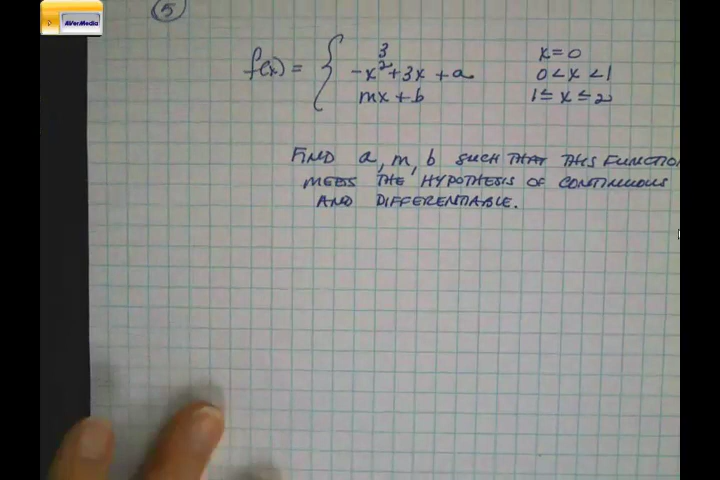 AVerMedia
5
f(x) = { 3 x = 0
-x²+3x + a 0 < x < 1
mx + b 1 ≤ x ≤ 2
FIND a, m, b SUCH THAT THIS FUNCTIO
MEETS THE HYPOTHESIS OF CONTINUOUS
AND DIFFERENTIABLE.